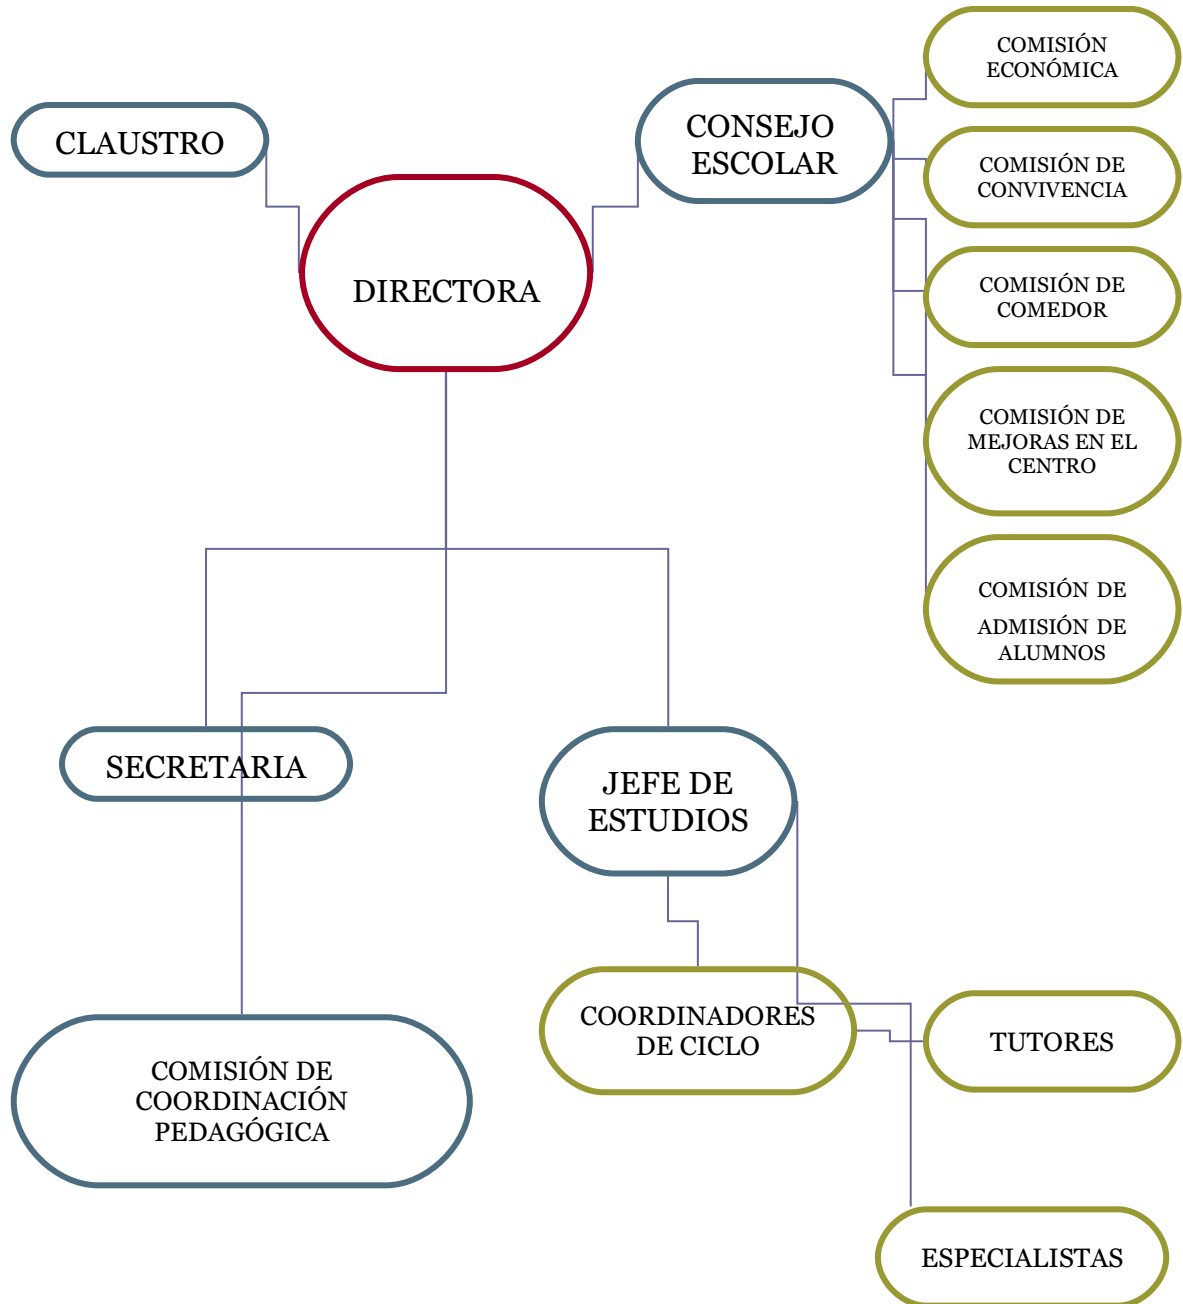 CLAUSTRO
CONSEJO
ESCOLAR
DIRECTORA
COMISIÓN
ECONÓMICA
COMISIÓN DE
CONVIVENCIA
COMISIÓN DE
COMEDOR
COMISIÓN DE
MEJORAS EN EL
CENTRO
COMISIÓN DE
ADMISIÓN DE
ALUMNOS
SECRETARIA
JEFE DE
ESTUDIOS
COMISIÓN DE
COORDINACIÓN
PEDAGÓGICA
COORDINADORES
DE CICLO
TUTORES
ESPECIALISTAS